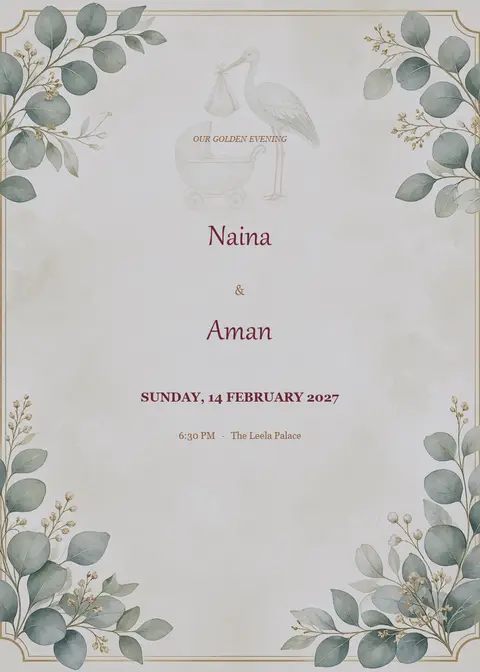 OUR GOLDEN EVENING
Naina
&
Aman
SUNDAY, 14 FEBRUARY 2027
6:30 PM · The Leela Palace